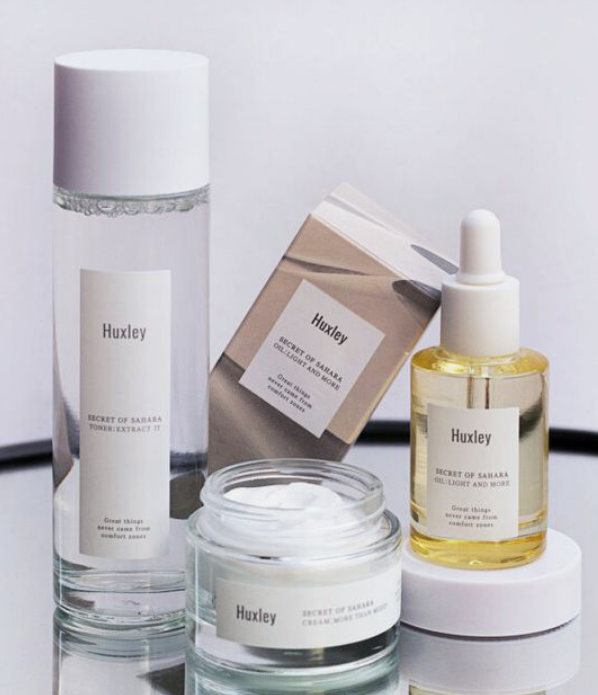 Huxley
SECRET OF SAHARA
TONER:EXTRACT IT
Great things
never came from
comfort zones
Huxley
SECRET OF SAHARA
OIL:LIGHT AND MORE
Great things
never came from
comfort zones
Huxley
SECRET OF SAHARA
OIL:LIGHT AND MORE
Great things
never came from
comfort zones
Huxley
SECRET OF SAHARA
CREAM:MORE THAN MOIST